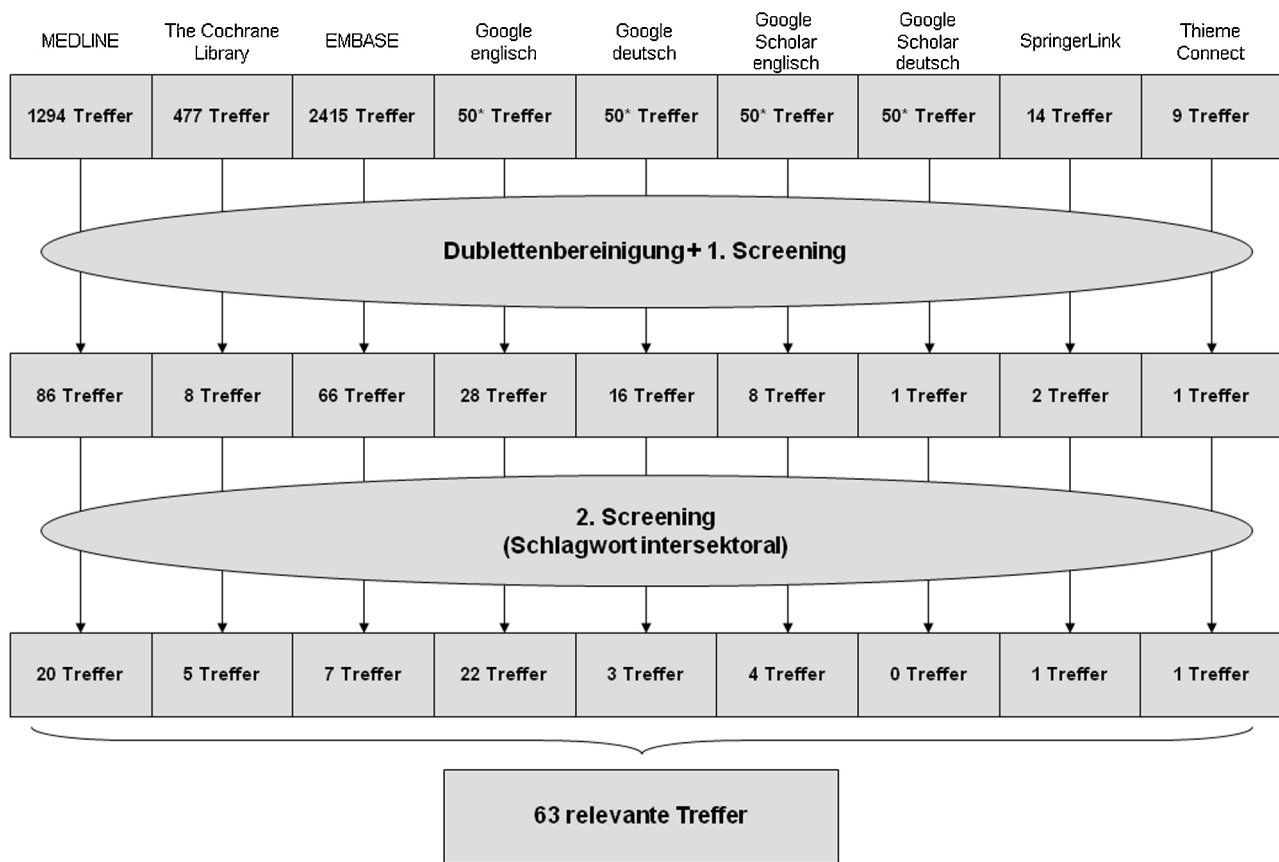 MEDLINE
The Cochrane
Library
EMBASE
Google
englisch
Google
deutsch
Google
Scholar
englisch
Google
Scholar
deutsch
SpringerLink
Thieme
Connect
1294 Treffer
477 Treffer
2415 Treffer
50* Treffer
50* Treffer
50* Treffer
50* Treffer
14 Treffer
9 Treffer
Dublettenbereinigung + 1. Screening
86 Treffer
8 Treffer
66 Treffer
28 Treffer
16 Treffer
8 Treffer
1 Treffer
2 Treffer
1 Treffer
2. Screening
(Schlagwort intersektoral)
20 Treffer
5 Treffer
7 Treffer
22 Treffer
3 Treffer
4 Treffer
0 Treffer
1 Treffer
1 Treffer
63 relevante Treffer